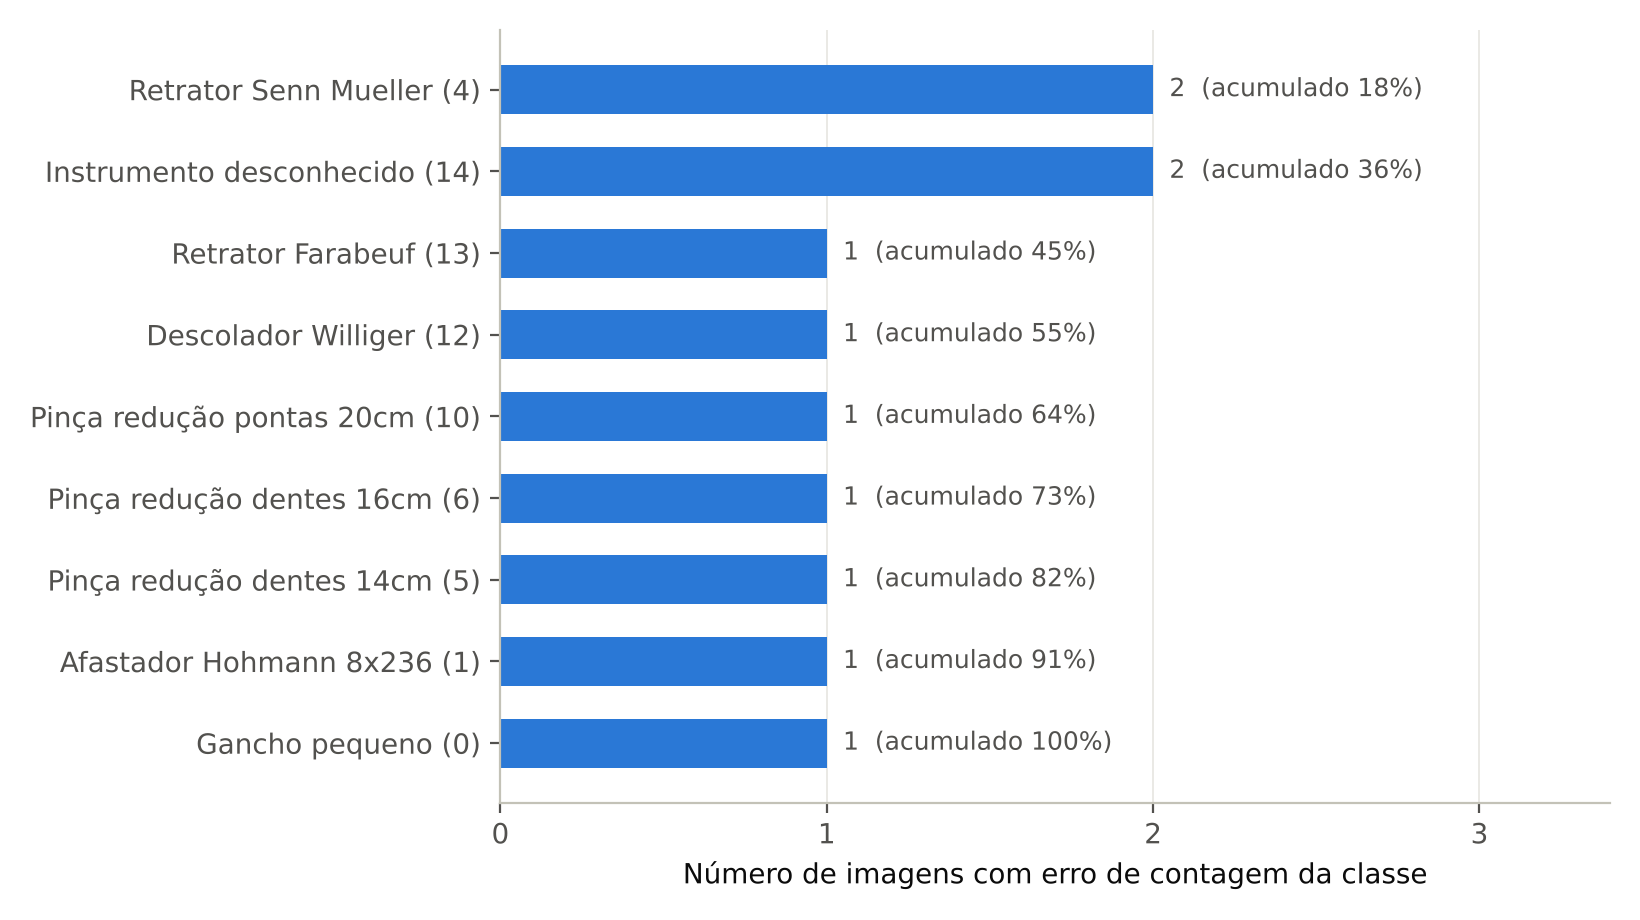 Retrator Senn Mueller (4) 2 (acumulado 18%)
Instrumento desconhecido (14) 2 (acumulado 36%)
Retrator Farabeuf (13) 1 (acumulado 45%)
Descolador Williger (12) 1 (acumulado 55%)
Pinça redução pontas 20cm (10) 1 (acumulado 64%)
Pinça redução dentes 16cm (6) 1 (acumulado 73%)
Pinça redução dentes 14cm (5) 1 (acumulado 82%)
Afastador Hohmann 8x236 (1) 1 (acumulado 91%)
Gancho pequeno (0) 1 (acumulado 100%)
0 1 2 3
Número de imagens com erro de contagem da classe